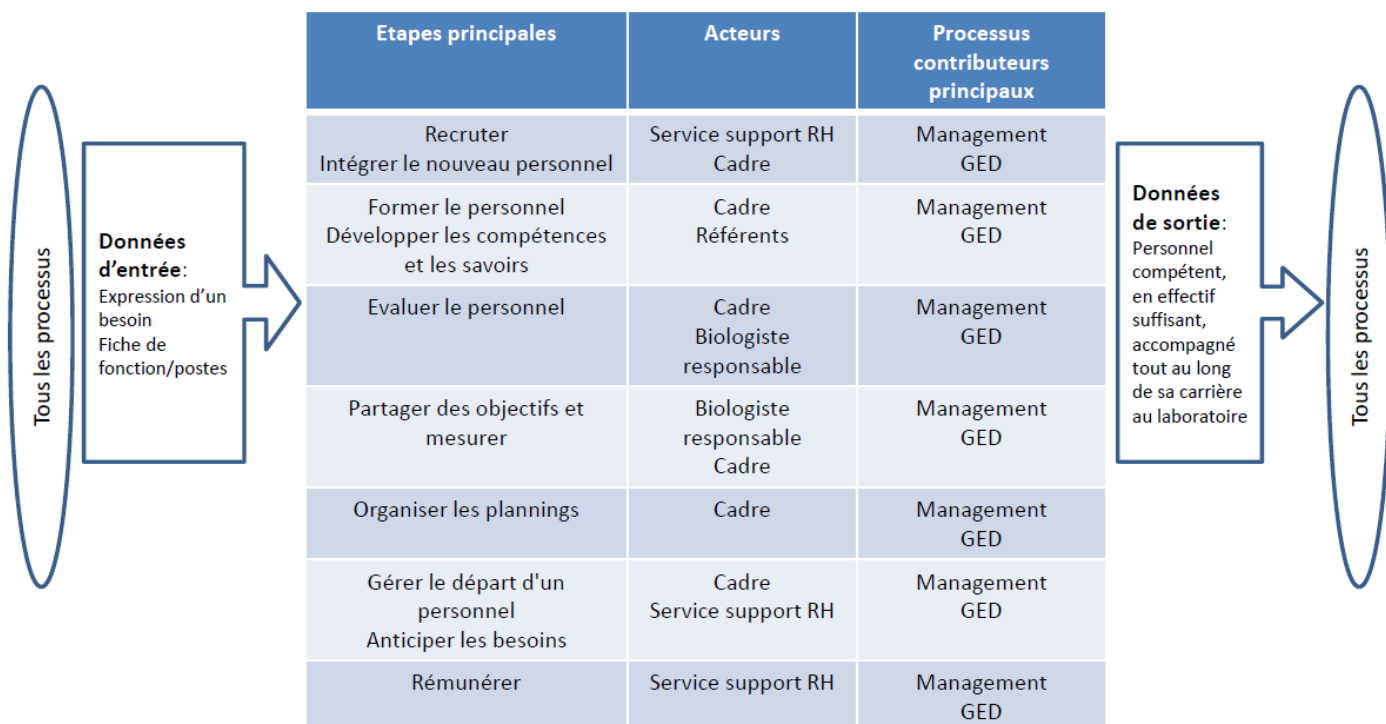 Tous les processus
Données
d’entrée:
Expression d’un
besoin
Fiche de
fonction/postes
Etapes principales
Acteurs
Processus
contributeurs
principaux
Recruter
Intégrer le nouveau personnel
Service support RH
Cadre
Management
GED
Former le personnel
Développer les compétences
et les savoirs
Cadre
Référents
Management
GED
Evaluer le personnel
Cadre
Biologiste
responsable
Management
GED
Partager des objectifs et
mesurer
Biologiste
responsable
Cadre
Management
GED
Organiser les plannings
Cadre
Management
GED
Gérer le départ d'un
personnel
Anticiper les besoins
Cadre
Service support RH
Management
GED
Rémunérer
Service support RH
Management
GED
Données
de sortie:
Personnel
compétent,
en effectif
suffisant,
accompagné
tout au long
de sa carrière
au laboratoire
Tous les processus